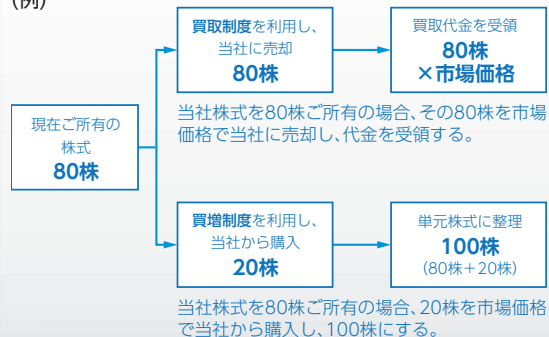 (例)
現在ご所有の
株式
80株
買取制度を利用し、
当社に売却
80株
買取代金を受領
80株
×市場価格
当社株式を80株ご所有の場合、その80株を市場
価格で当社に売却し、代金を受領する。
買増制度を利用し、
当社から購入
20株
単元株式に整理
100株
(80株+20株)
当社株式を80株ご所有の場合、20株を市場価格
で当社から購入し、100株にする。